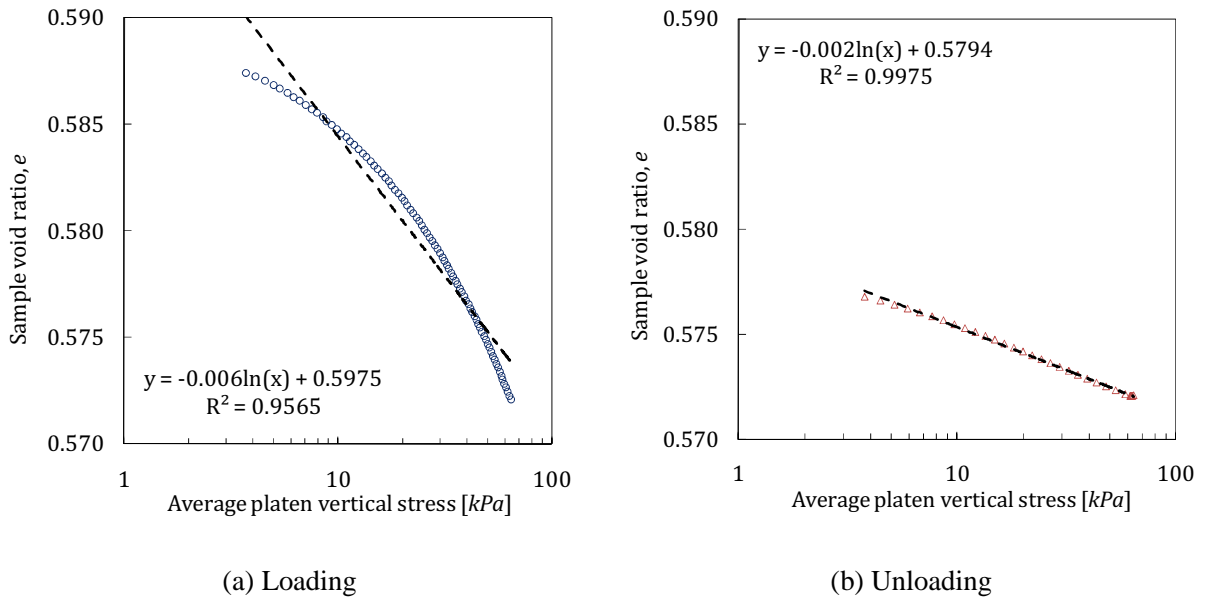 0.590
0.585
0.580
0.575
0.570
Sample void ratio, e
y = -0.006ln(x) + 0.5975
R² = 0.9565
1 10 100
Average platen vertical stress [kPa]
(a) Loading
0.590
0.585
0.580
0.575
0.570
Sample void ratio, e
y = -0.002ln(x) + 0.5794
R² = 0.9975
1 10 100
Average platen vertical stress [kPa]
(b) Unloading